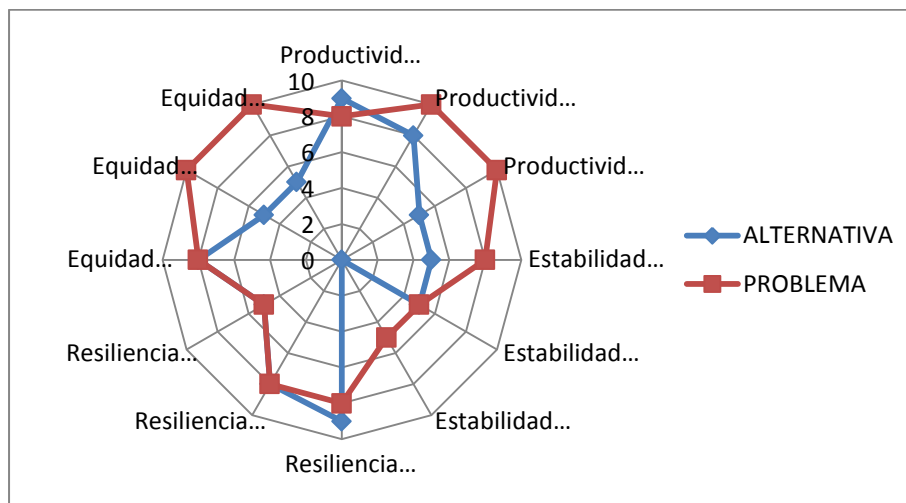 Productivid...
Productivid...
Productivid...
Estabilidad...
Estabilidad...
Estabilidad...
Resiliencia...
Resiliencia...
Resiliencia...
Equidad...
Equidad...
Equidad...
10
8
6
4
2
0
ALTERNATIVA
PROBLEMA